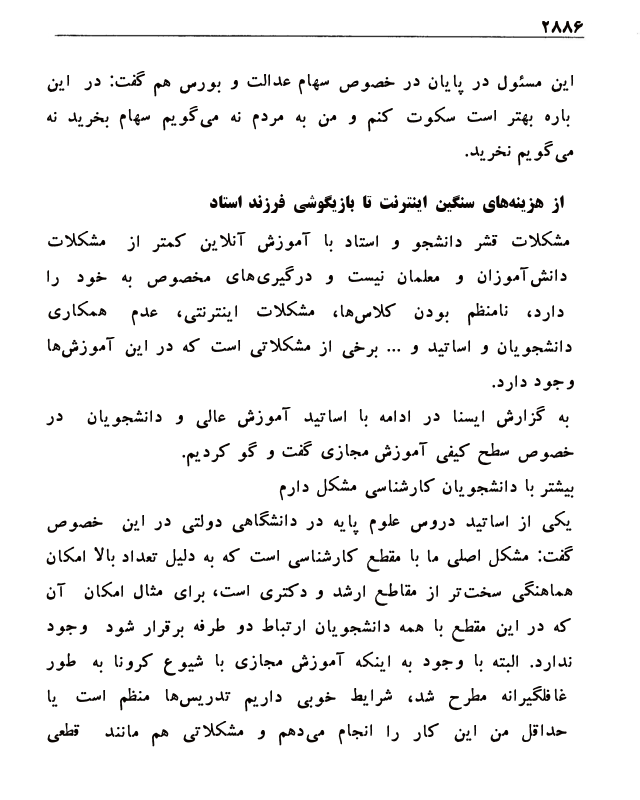 ۲۸۸۶
این مسئول در پایان در خصوص سهام عدالت و بورس هم گفت: در این
باره بهتر است سکوت کنم و من به مردم نه می‌گویم سهام بخرید نه
می‌گویم نخرید.
از هزینه‌های سنگین اینترنت تا بازیگوشی فرزند استاد
مشکلات قشر دانشجو و استاد با آموزش آنلاین کمتر از مشکلات
دانش‌آموزان و معلمان نیست و درگیری‌های مخصوص به خود را
دارد، نامنظم بودن کلاس‌ها، مشکلات اینترنتی، عدم همکاری
دانشجویان و اساتید و ... برخی از مشکلاتی است که در این آموزش‌ها
وجود دارد.
به گزارش ایسنا در ادامه با اساتید آموزش عالی و دانشجویان در
خصوص سطح کیفی آموزش مجازی گفت و گو کردیم.
بیشتر با دانشجویان کارشناسی مشکل دارم
یکی از اساتید دروس علوم پایه در دانشگاهی دولتی در این خصوص
گفت: مشکل اصلی ما با مقطع کارشناسی است که به دلیل تعداد بالا امکان
هماهنگی سخت‌تر از مقاطع ارشد و دکتری است، برای مثال امکان آن
که در این مقطع با همه دانشجویان ارتباط دو طرفه برقرار شود وجود
ندارد. البته با وجود به اینکه آموزش مجازی با شیوع کرونا به طور
غافلگیرانه مطرح شد، شرایط خوبی داریم تدریس‌ها منظم است یا
حداقل من این کار را انجام می‌دهم و مشکلاتی هم مانند قطعی